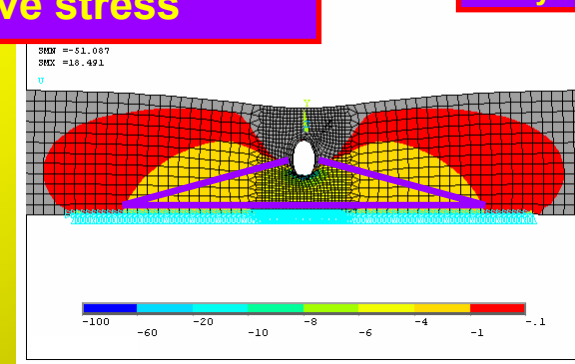 ve stress
SMN =-51.087
SMX =18.491
U
Y
-100 -20 -8 -4 -.1
-60 -10 -6 -1